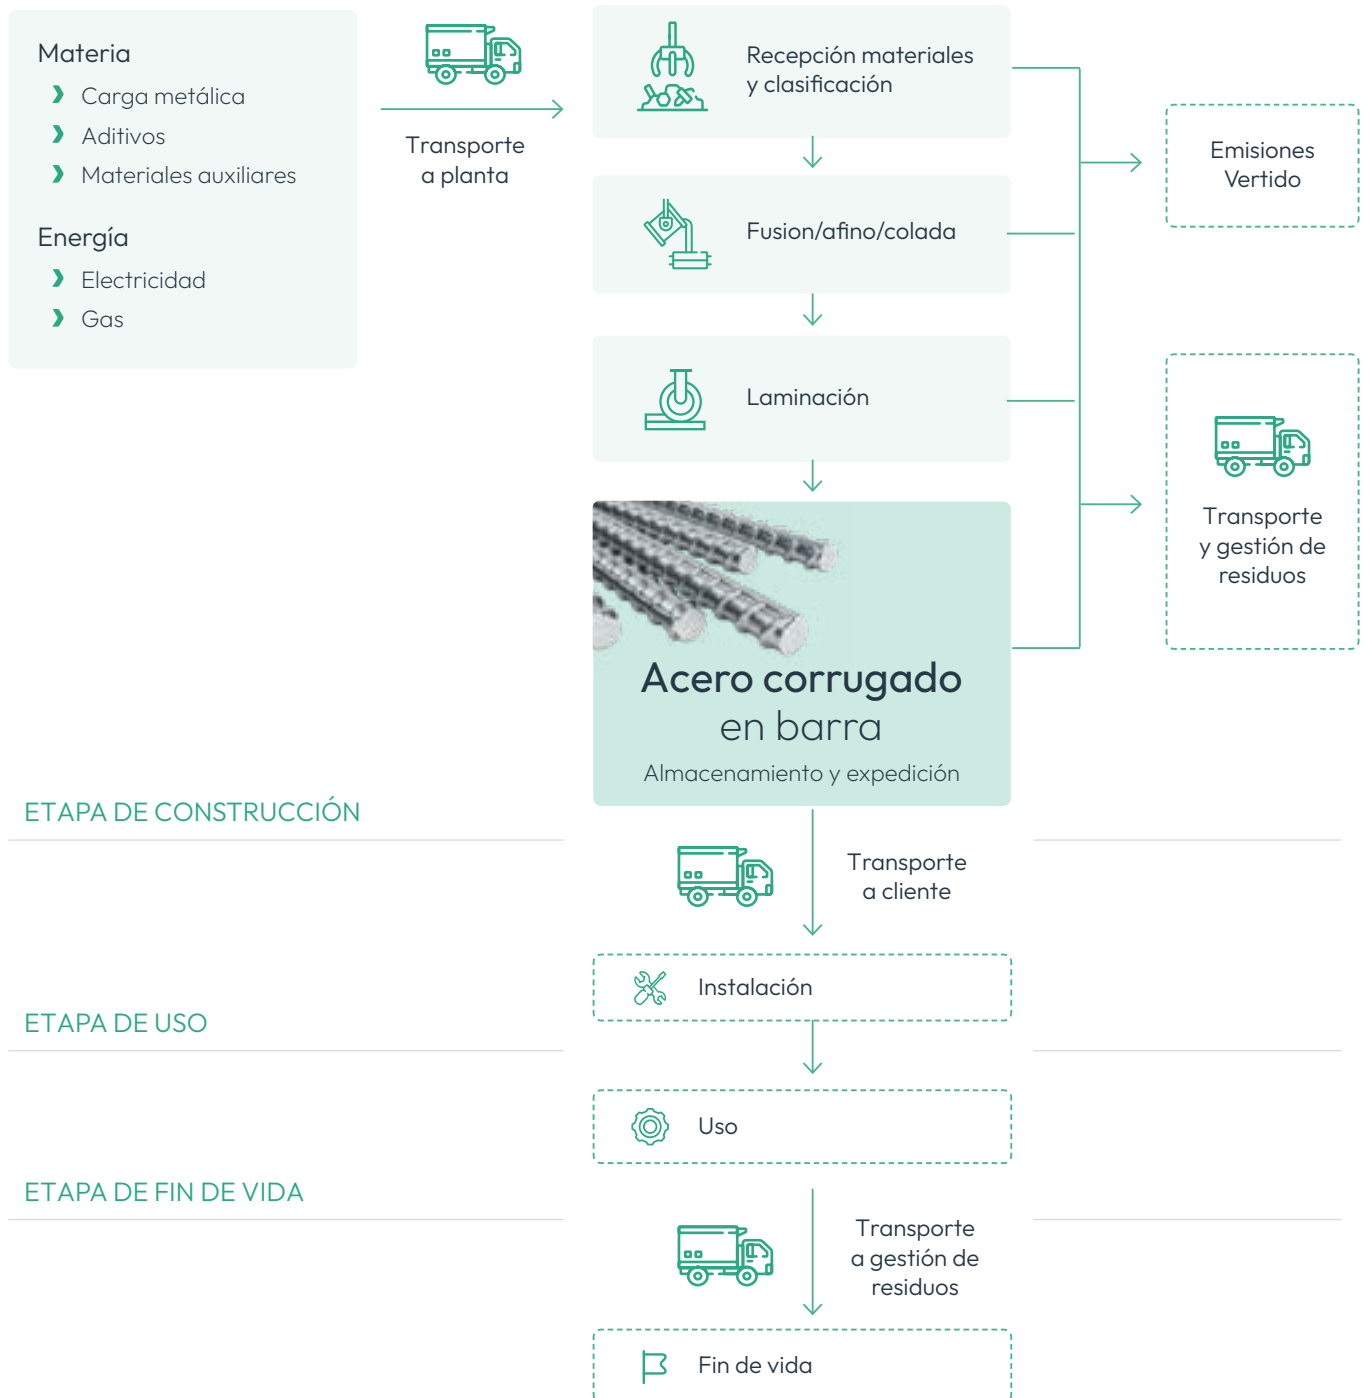 Materia
Carga metálica
Aditivos
Materiales auxiliares
Energía
Electricidad
Gas
Transporte
a planta
Recepción materiales
y clasificación
Fusion/afino/colada
Laminación
Emisiones
Vertido
Transporte
y gestión de
residuos
Acero corrugado
en barra
Almacenamiento y expedición
ETAPA DE CONSTRUCCIÓN
Transporte
a cliente
Instalación
ETAPA DE USO
Uso
ETAPA DE FIN DE VIDA
Transporte
a gestión de
residuos
Fin de vida